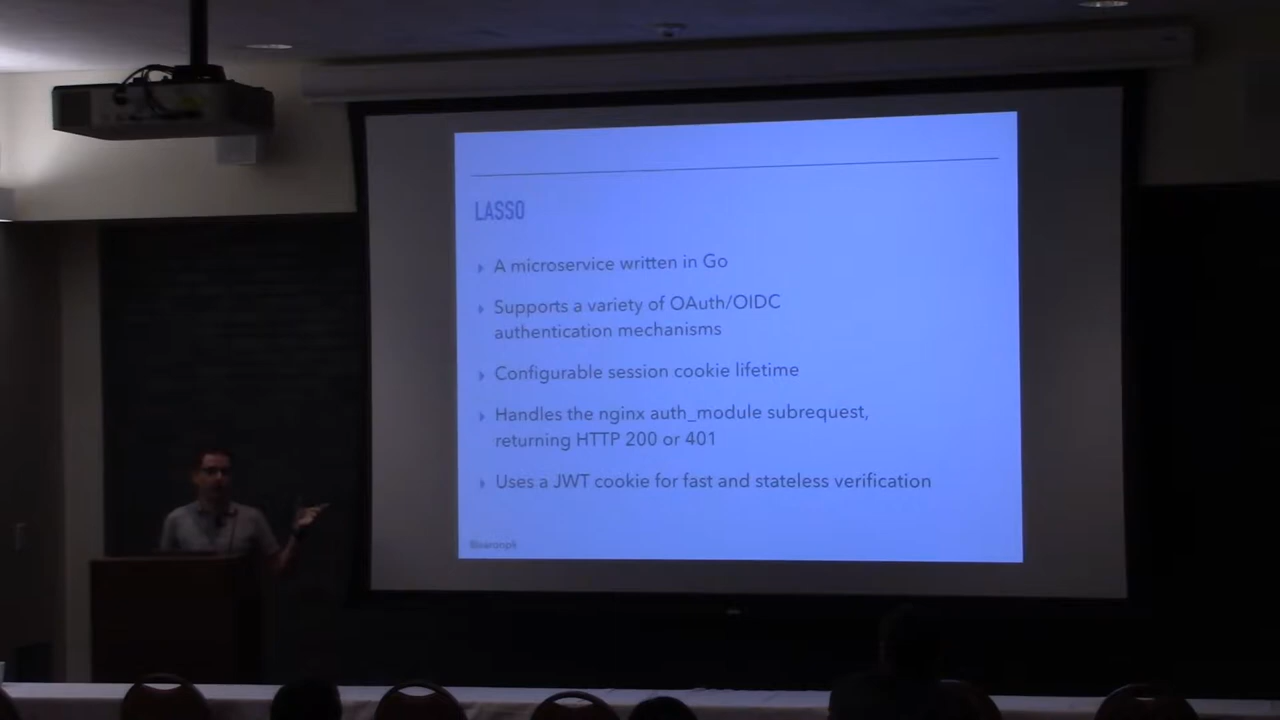 LASSO
A microservice written in Go
Supports a variety of OAuth/OIDC
authentication mechanisms
Configurable session cookie lifetime
Handles the nginx auth_module subrequest,
returning HTTP 200 or 401
Uses a JWT cookie for fast and stateless verification
@aaronpk